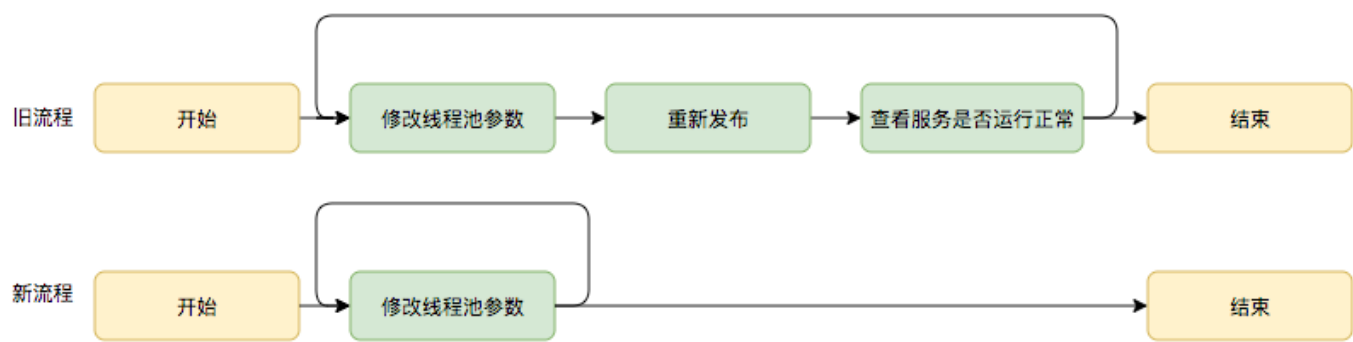 旧流程
开始
修改线程池参数
重新发布
查看服务是否运行正常
结束
新流程
开始
修改线程池参数
结束